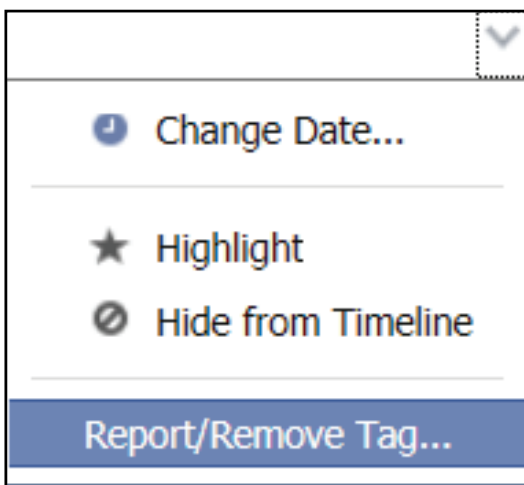 Change Date...
Highlight
Hide from Timeline
Report/Remove Tag...